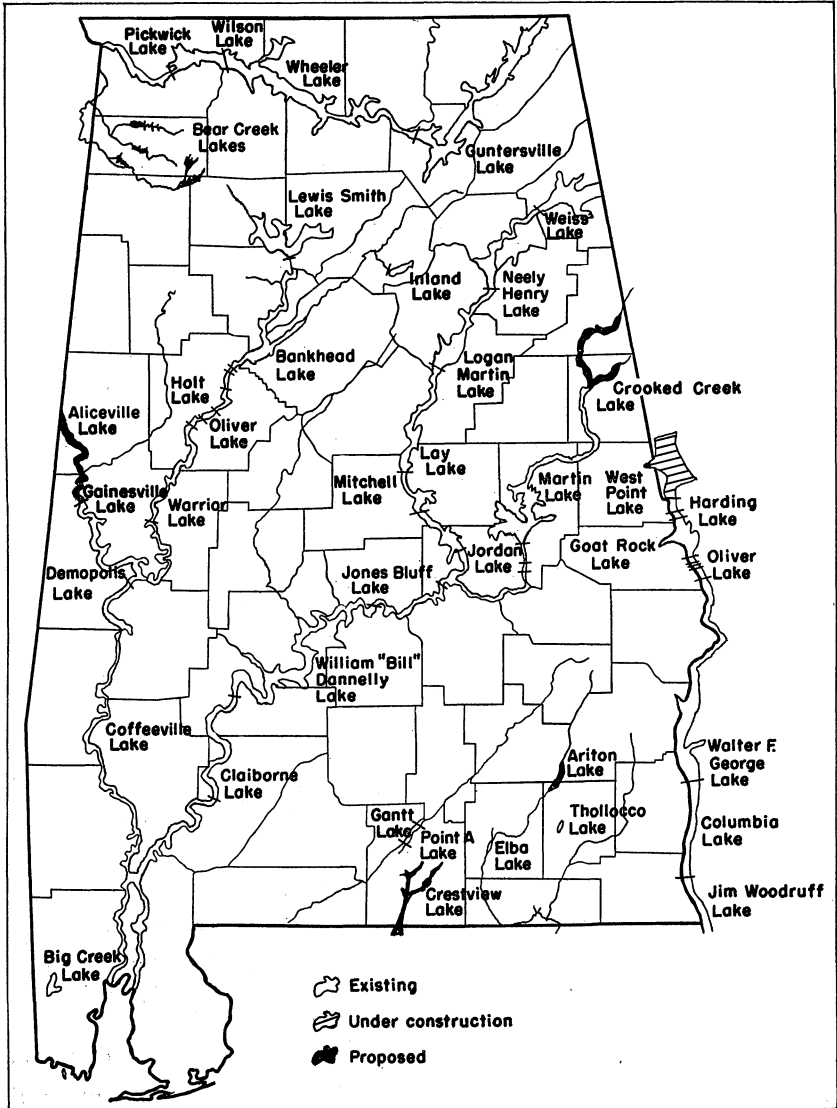 Pickwick
Lake
Wilson
Lake
Wheeler
Lake
Bear Creek
Lakes
Guntersville
Lake
Lewis Smith
Lake
Weiss
Lake
Inland
Lake
Neely
Henry
Lake
Bankhead
Lake
Logan
Martin
Lake
Holt
Lake
Crooked Creek
Lake
Aliceville
Lake
Oliver
Lake
Lay
Lake
Mitchell
Lake
Martin
Lake
West
Point
Lake
Gainesville
Lake
Warrior
Lake
Harding
Lake
Jordan
Lake
Goat Rock
Lake
Oliver
Lake
Demopolis
Lake
Jones Bluff
Lake
William "Bill"
Dannelly
Lake
Coffeeville
Lake
Walter F.
George
Lake
Claiborne
Lake
Ariton
Lake
Gantt
Lake
Point A
Lake
Thollocco
Lake
Columbia
Lake
Elba
Lake
Crestview
Lake
Jim Woodruff
Lake
Big Creek
Lake
Existing
Under construction
Proposed